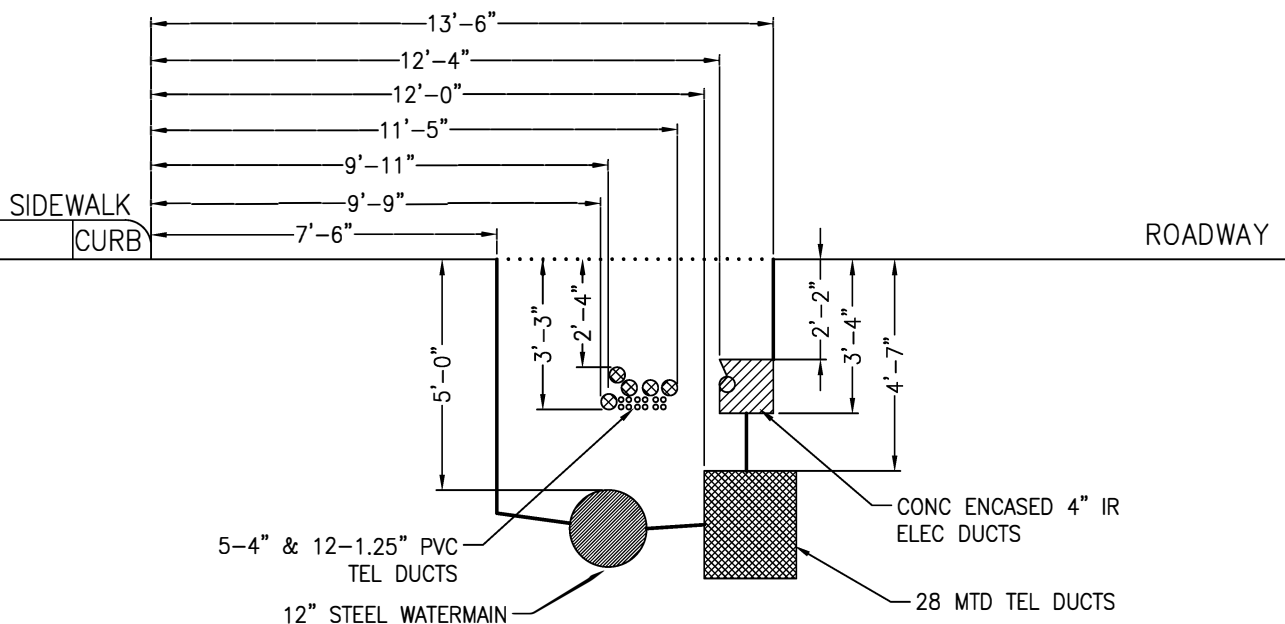 13'-6"
12'-4"
12'-0"
11'-5"
9'-11"
SIDEWALK
9'-9"
CURB
7'-6"
ROADWAY
5'-0"
3'-3"
2'-4"
2'-2"
3'-4"
4'-7"
5-4" & 12-1.25" PVC
TEL DUCTS
12" STEEL WATERMAIN
CONC ENCASED 4" IR
ELEC DUCTS
28 MTD TEL DUCTS